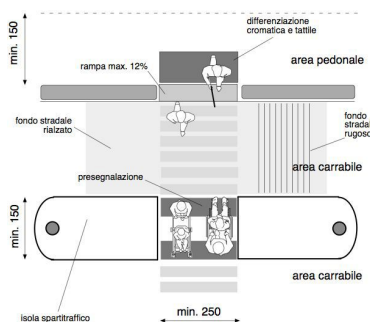 min. 150
differenziazione
cromatica e tattile
rampa max. 12%
area pedonale
fondo stradale
rialzato
fondo
stradal
rugoso
presegnalazione
area carrabile
min. 150
area carrabile
isola spartitraffico
min. 250